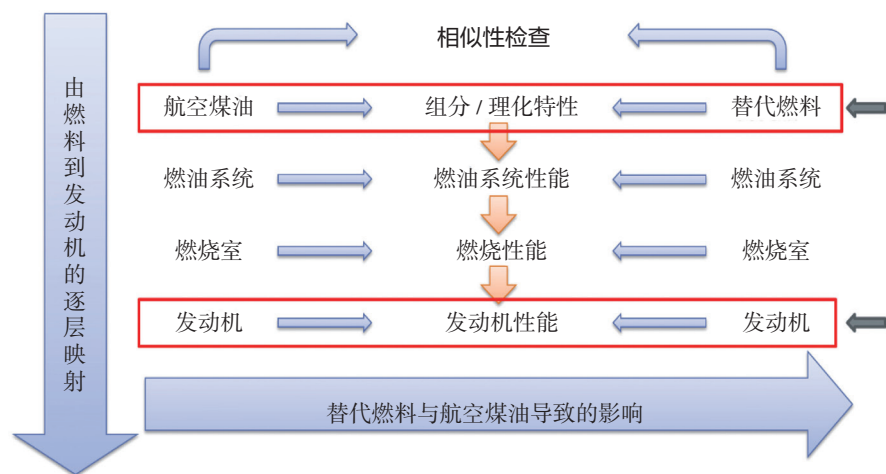 相似性检查
由燃料到发动机的逐层映射
航空煤油 组分 / 理化特性 替代燃料
燃油系统 燃油系统性能 燃油系统
燃烧室 燃烧性能 燃烧室
发动机 发动机性能 发动机
替代燃料与航空煤油导致的影响